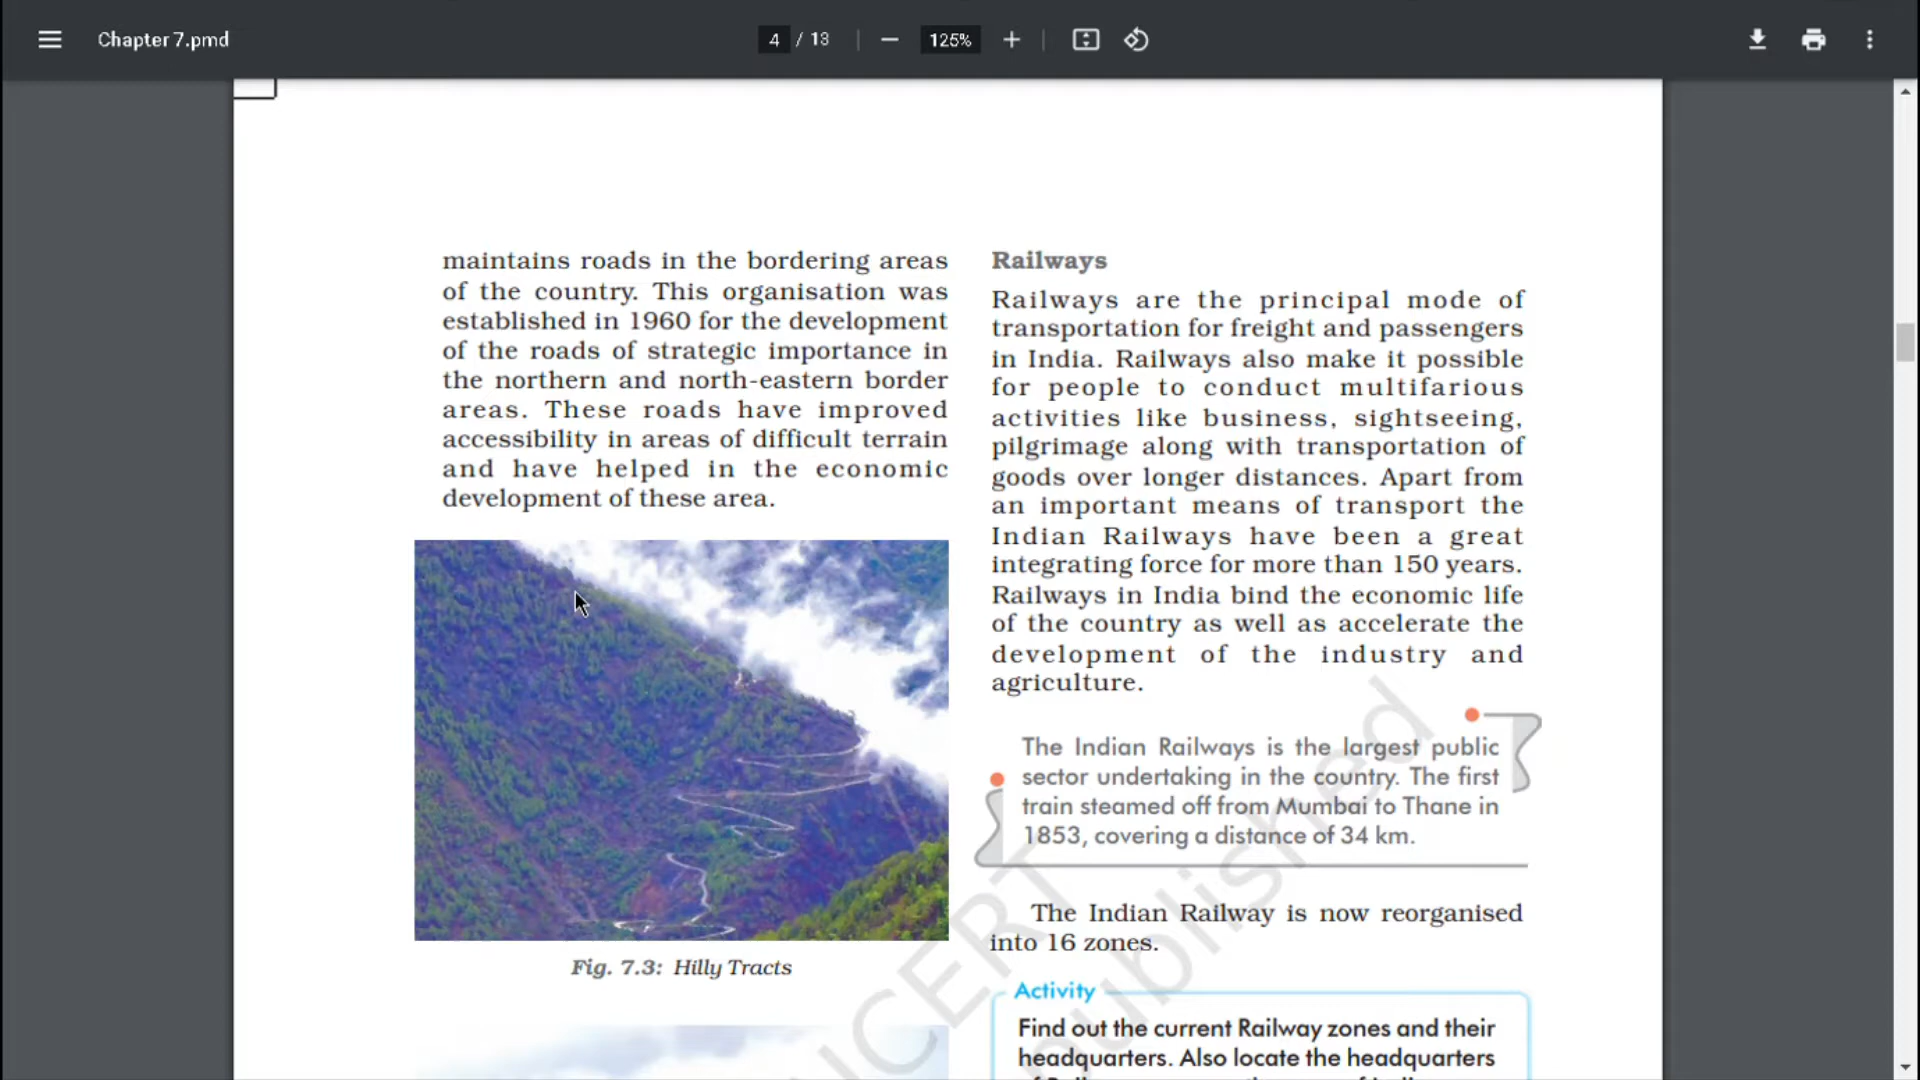 Chapter 7.pmd
4 / 13
125%
maintains roads in the bordering areas
of the country. This organisation was
established in 1960 for the development
of the roads of strategic importance in
the northern and north-eastern border
areas. These roads have improved
accessibility in areas of difficult terrain
and have helped in the economic
development of these area.
Fig. 7.3: Hilly Tracts
Railways
Railways are the principal mode of
transportation for freight and passengers
in India. Railways also make it possible
for people to conduct multifarious
activities like business, sightseeing,
pilgrimage along with transportation of
goods over longer distances. Apart from
an important means of transport the
Indian Railways have been a great
integrating force for more than 150 years.
Railways in India bind the economic life
of the country as well as accelerate the
development of the industry and
agriculture.
The Indian Railways is the largest public
sector undertaking in the country. The first
train steamed off from Mumbai to Thane in
1853, covering a distance of 34 km.
The Indian Railway is now reorganised
into 16 zones.
Activity
Find out the current Railway zones and their
headquarters. Also locate the headquarters